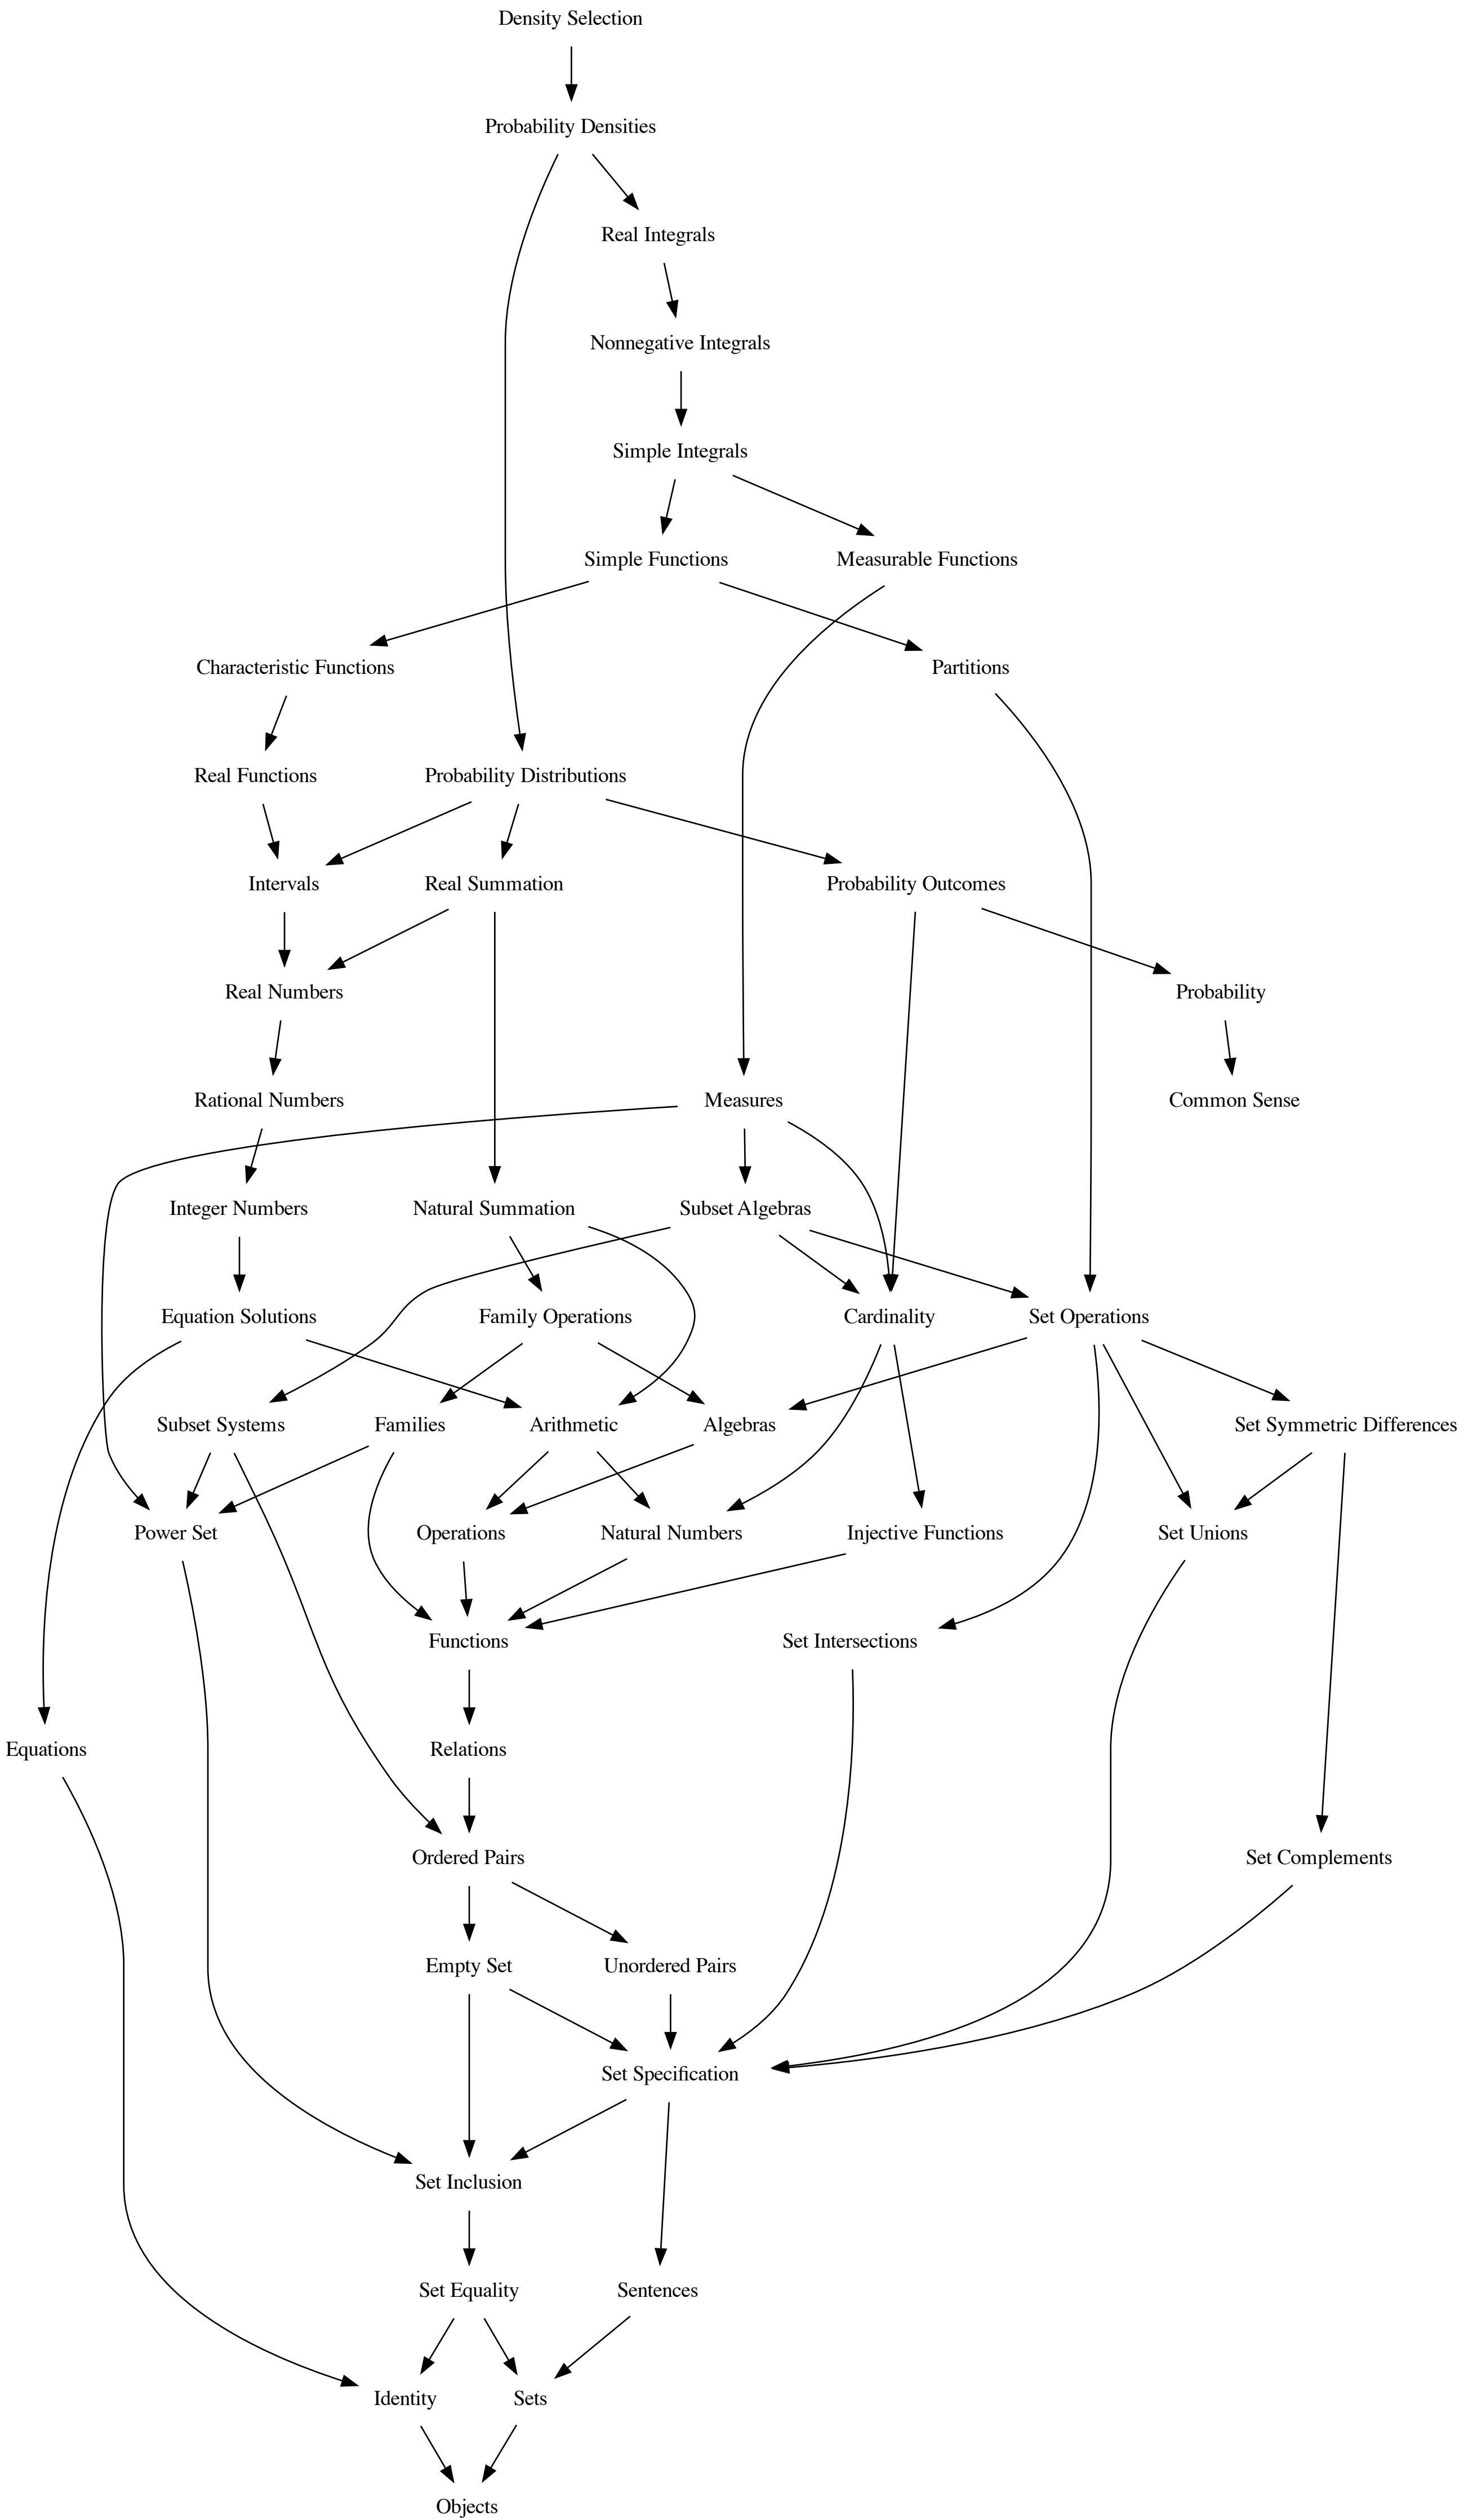 Density Selection
Probability Densities
Real Integrals
Nonnegative Integrals
Simple Integrals
Simple Functions
Measurable Functions
Characteristic Functions
Partitions
Real Functions
Probability Distributions
Intervals
Real Summation
Probability Outcomes
Real Numbers
Probability
Rational Numbers
Measures
Common Sense
Integer Numbers
Natural Summation
Subset Algebras
Equation Solutions
Family Operations
Cardinality
Set Operations
Subset Systems
Families
Arithmetic
Algebras
Set Symmetric Differences
Power Set
Operations
Natural Numbers
Injective Functions
Set Unions
Functions
Set Intersections
Equations
Relations
Ordered Pairs
Set Complements
Empty Set
Unordered Pairs
Set Specification
Set Inclusion
Set Equality
Sentences
Identity
Sets
Objects